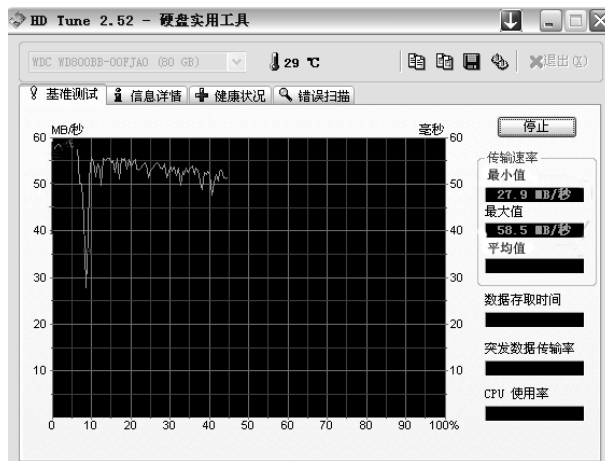 HD Tune 2.52 - 硬盘实用工具
WDC WD800BB-00FJA0 (80 GB)
29 ℃
退出(X)
基准测试
信息详情
健康状况
错误扫描
MB/秒
毫秒
60
50
40
30
20
10
60
50
40
30
20
10
0 10 20 30 40 50 60 70 80 90 100%
停止
传输速率
最小值
27.9 MB/秒
最大值
58.5 MB/秒
平均值
数据存取时间
突发数据传输率
CPU 使用率